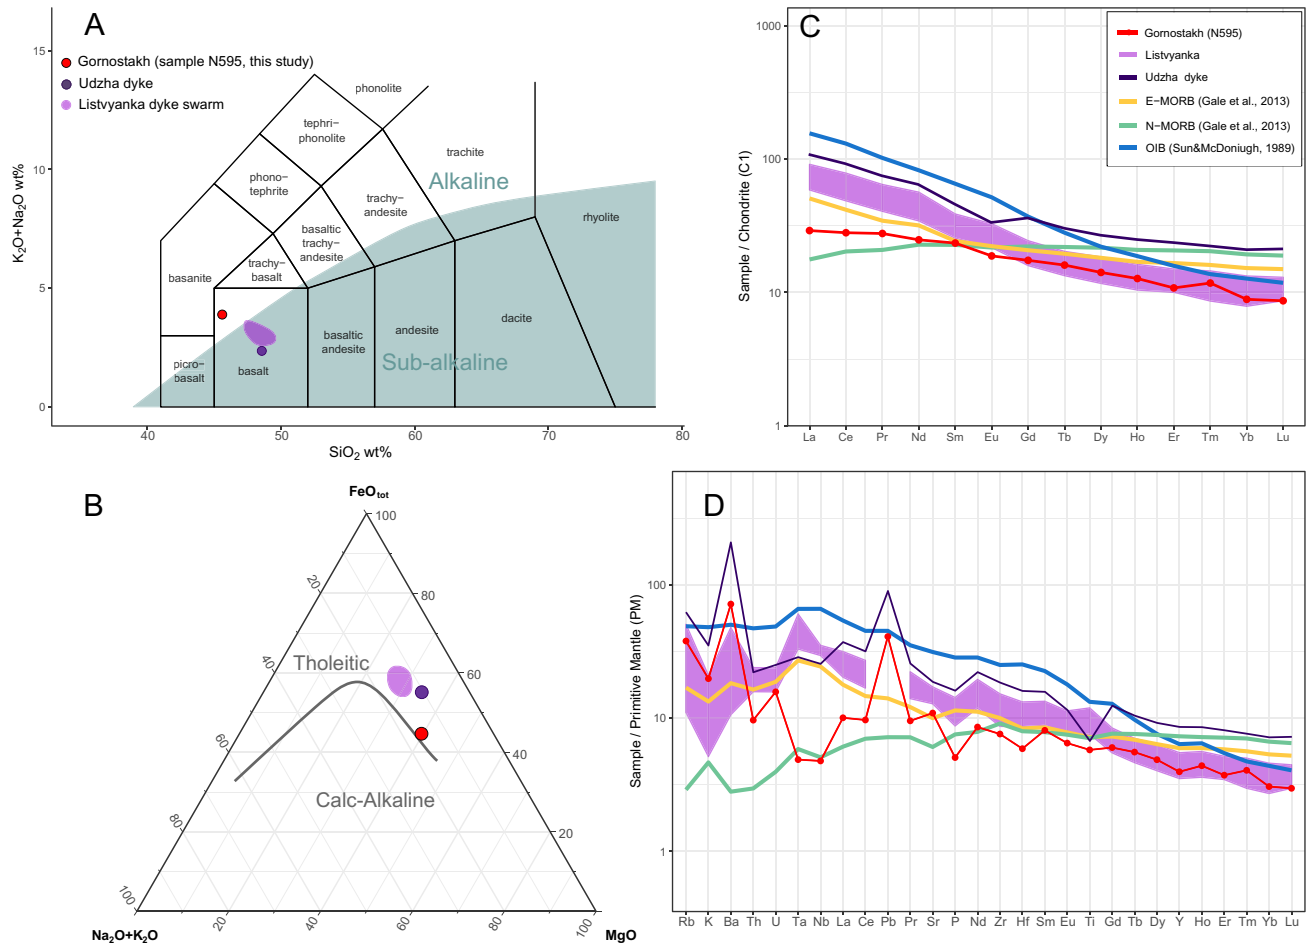 A
15
10
5
0
K₂O+Na₂O wt%
Gornostakh (sample N595, this study)
Udzha dyke
Listvyanka dyke swarm
phonolite
tephri−
phonolite
trachite
phono−
tephrite
Alkaline
trachy−
andesite
rhyolite
basaltic
trachy−
andesite
basanite
trachy−
basalt
dacite
andesite
basaltic
andesite
Sub-alkaline
picro−
basalt
basalt
40
50
60
70
80
SiO₂ wt%
C
1000
100
10
1
Sample / Chondrite (C1)
Gornostakh (N595)
Listvyanka
Udzha dyke
E−MORB (Gale et al., 2013)
N−MORB (Gale et al., 2013)
OIB (Sun&McDoniugh, 1989)
La Ce Pr Nd Sm Eu Gd Tb Dy Ho Er Tm Yb Lu
B
FeOtot
100
80
60
40
20
20
40
60
80
100
Tholeitic
Calc-Alkaline
20
40
60
80
100
Na₂O+K₂O
MgO
D
100
10
1
Sample / Primitive Mantle (PM)
Rb K Ba Th U Ta Nb La Ce Pb Pr Sr P Nd Zr Hf Sm Eu Ti Gd Tb Dy Y Ho Er Tm Yb Lu